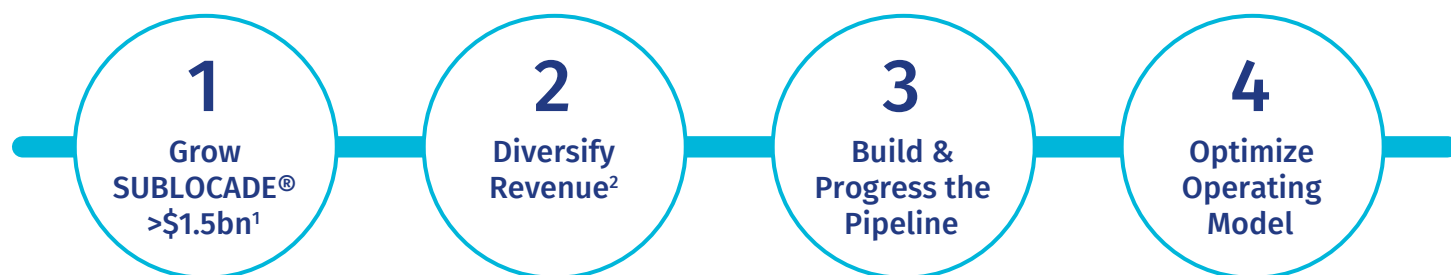 1
Grow
SUBLOCADE®
>$1.5bn¹
2
Diversify
Revenue²
3
Build &
Progress the
Pipeline
4
Optimize
Operating
Model